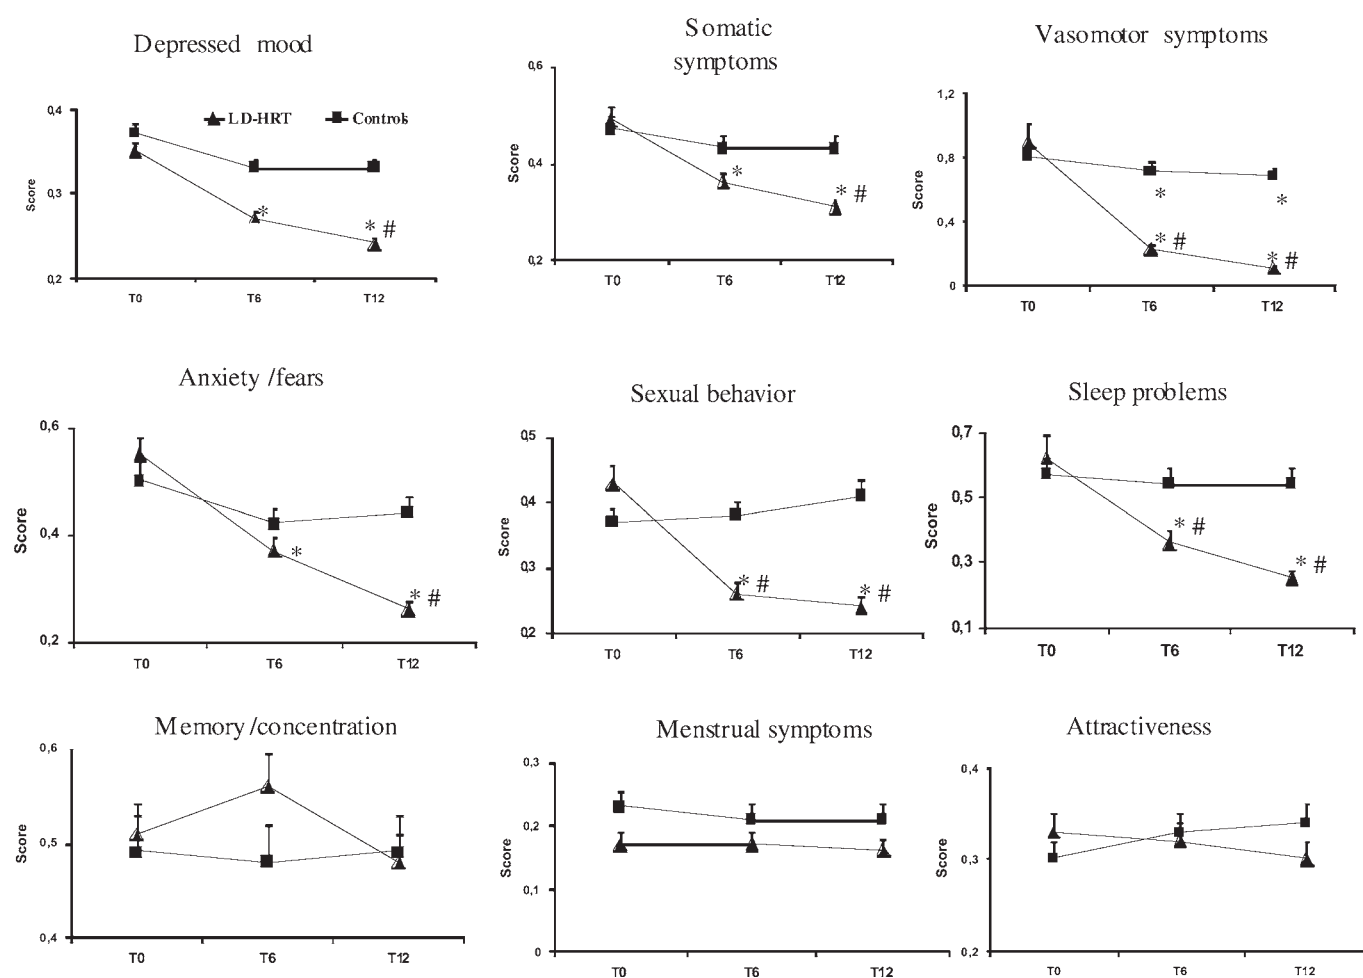 Depressed mood
0,4
0,3
0,2
Score
LD-HRT
Controls
*
* #
T0
T6
T12
Somatic
symptoms
0,6
0,4
0,2
Score
*
* #
T0
T6
T12
Vasomotor symptoms
1,2
0,8
0,4
0
Score
*
*
* #
* #
T0
T6
T12
Anxiety /fears
0,6
0,4
0,2
Score
*
* #
T0
T6
T12
Sexual behavior
0,5
0,4
0,3
0,2
Score
* #
* #
T0
T6
T12
Sleep problems
0,7
0,5
0,3
0,1
Score
* #
* #
T0
T6
T12
Memory /concentration
0,6
0,5
0,4
Score
T0
T6
T12
Menstrual symptoms
0,3
0,2
0,1
0
Score
T0
T6
T12
Attractiveness
0,4
0,3
0,2
Score
T0
T6
T12